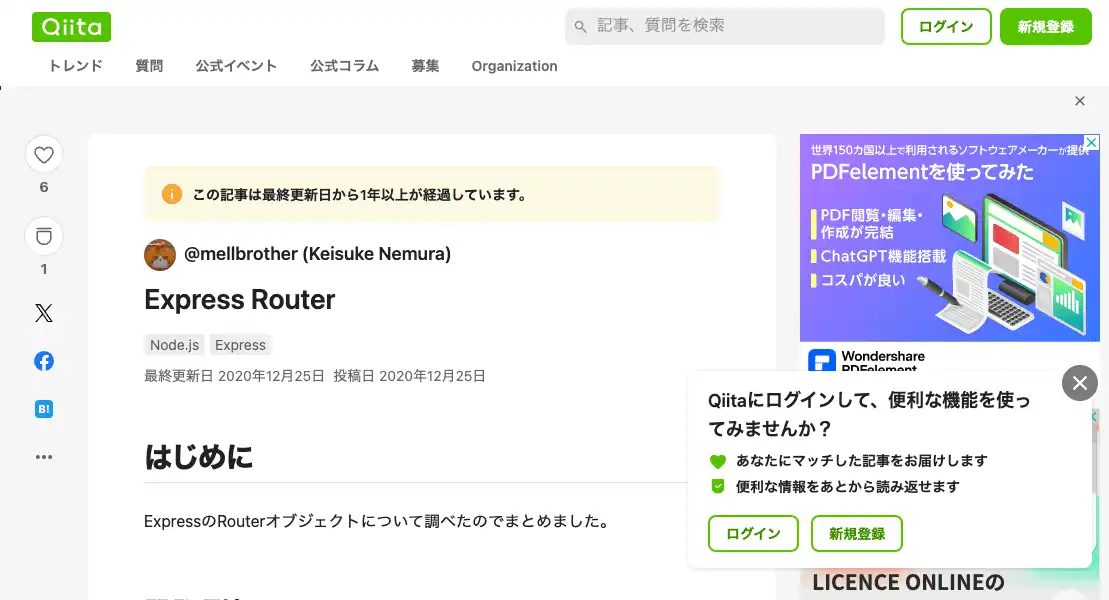 Qiita
記事、質問を検索
ログイン
新規登録
トレンド
質問
公式イベント
公式コラム
募集
Organization
6
1
B!
この記事は最終更新日から1年以上が経過しています。
@mellbrother (Keisuke Nemura)
Express Router
Node.js
Express
最終更新日 2020年12月25日 投稿日 2020年12月25日
はじめに
ExpressのRouterオブジェクトについて調べたのでまとめました。
世界150カ国以上で利用されるソフトウェアメーカーが提供
PDFelementを使ってみた
PDF閲覧・編集・
作成が完結
ChatGPT機能搭載
コスパが良い
Wondershare
PDFelement
Qiitaにログインして、便利な機能を使っ
てみませんか？
あなたにマッチした記事をお届けします
便利な情報をあとから読み返せます
ログイン
新規登録
LICENCE ONLINEの